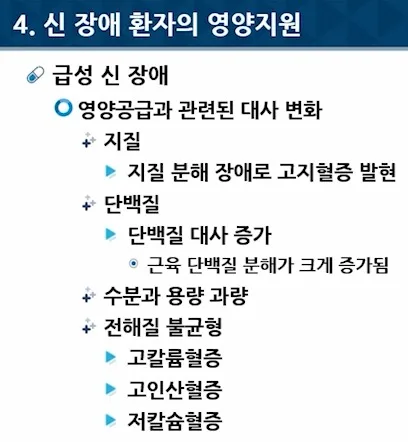 4. 신 장애 환자의 영양지원
급성 신 장애
영양공급과 관련된 대사 변화
지질
지질 분해 장애로 고지혈증 발현
단백질
단백질 대사 증가
근육 단백질 분해가 크게 증가됨
수분과 용량 과량
전해질 불균형
고칼륨혈증
고인산혈증
저칼슘혈증